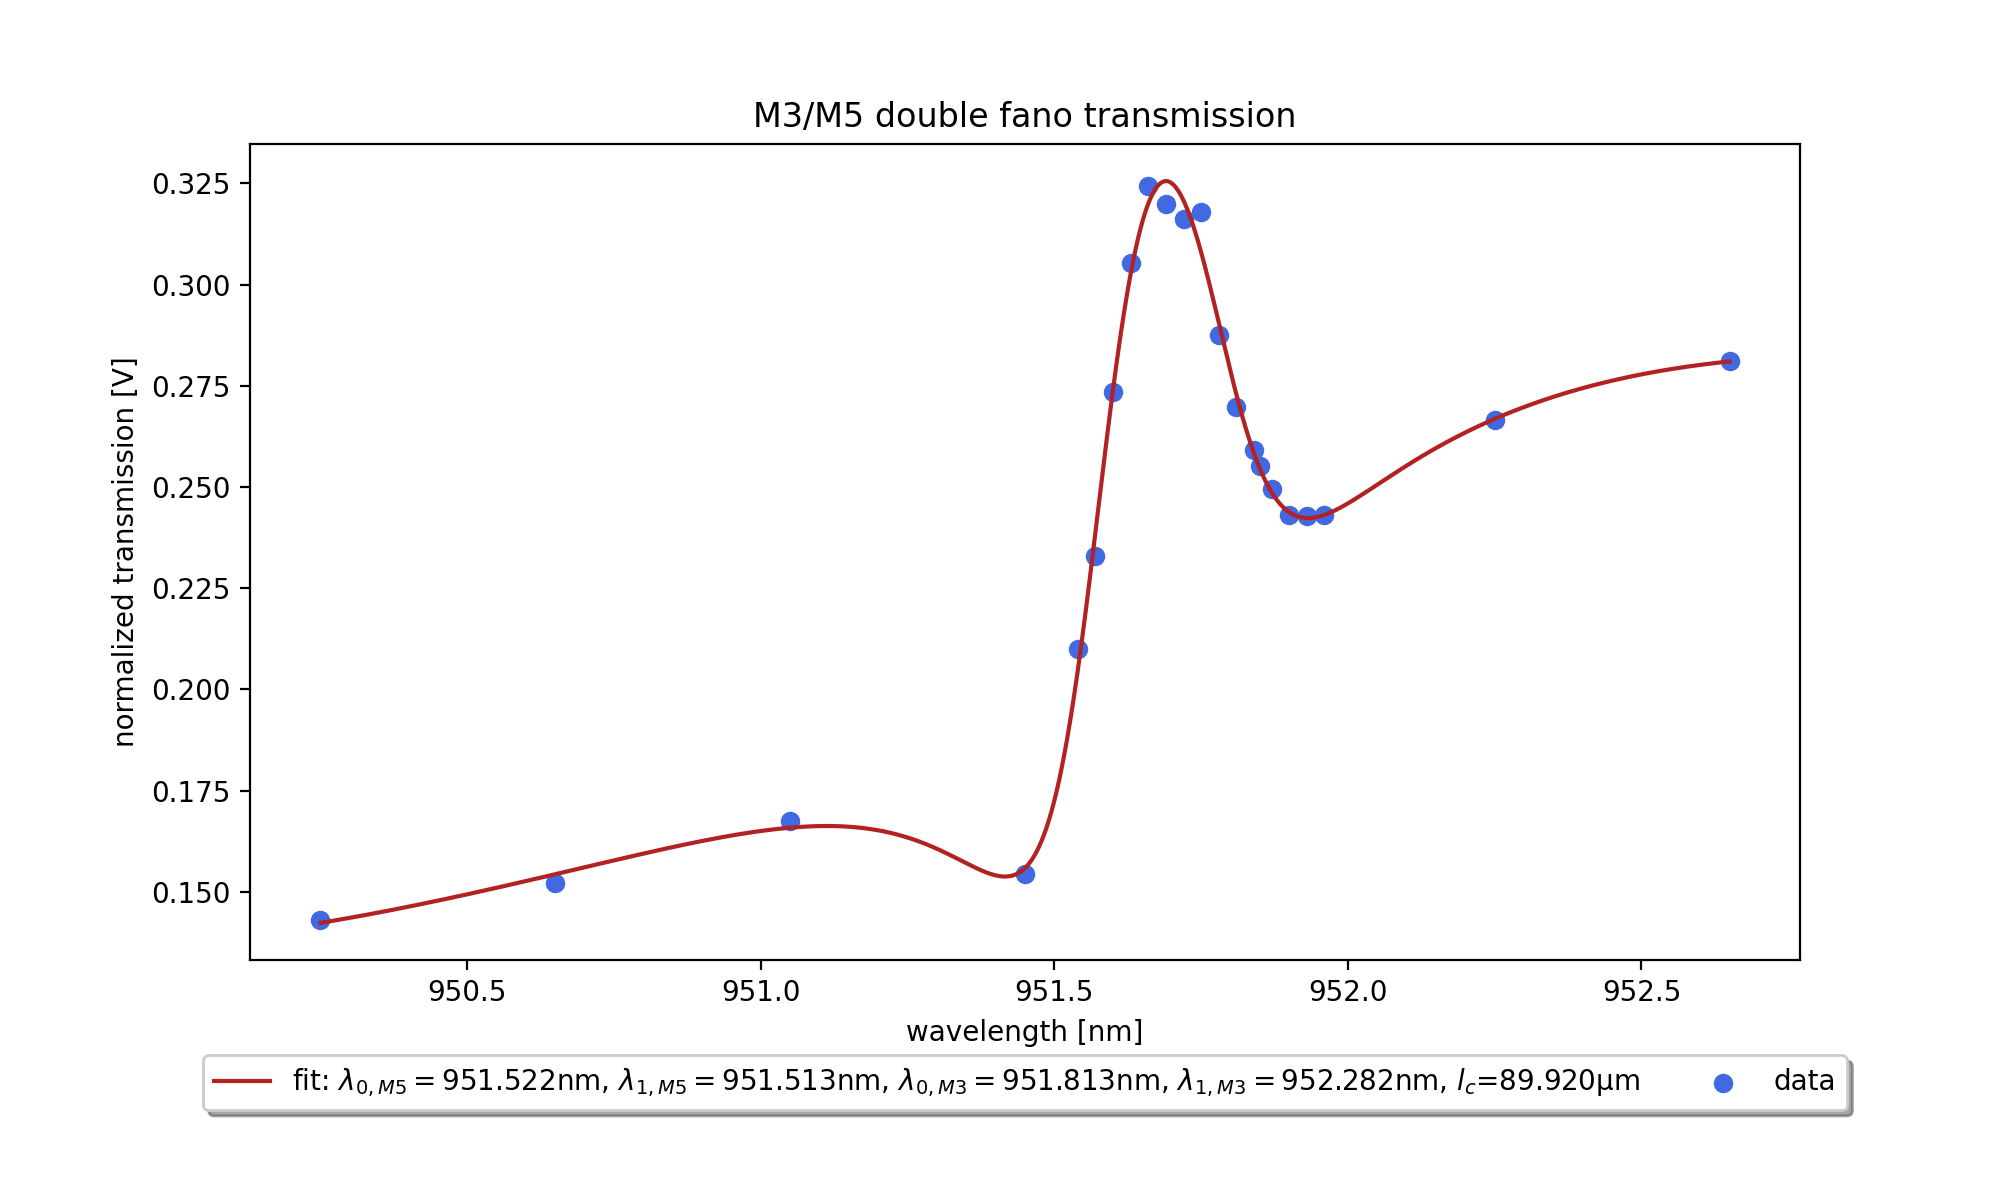 M3/M5 double fano transmission
normalized transmission [V]
0.325
0.300
0.275
0.250
0.225
0.200
0.175
0.150
950.5 951.0 951.5 952.0 952.5
wavelength [nm]
fit: λ₀,M5 = 951.522nm, λ₁,M5 = 951.513nm, λ₀,M3 = 951.813nm, λ₁,M3 = 952.282nm, l_c=89.920μm data